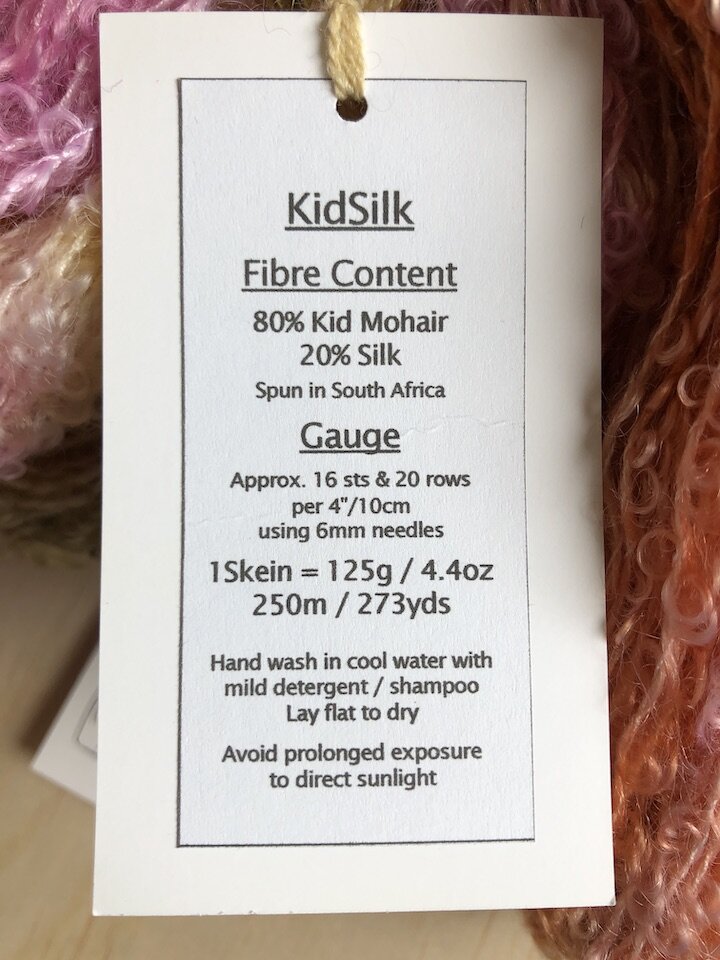 KidSilk
Fibre Content
80% Kid Mohair
20% Silk
Spun in South Africa
Gauge
Approx. 16 sts & 20 rows
per 4"/10cm
using 6mm needles
1Skein = 125g / 4.4oz
250m / 273yds
Hand wash in cool water with
mild detergent / shampoo
Lay flat to dry
Avoid prolonged exposure
to direct sunlight